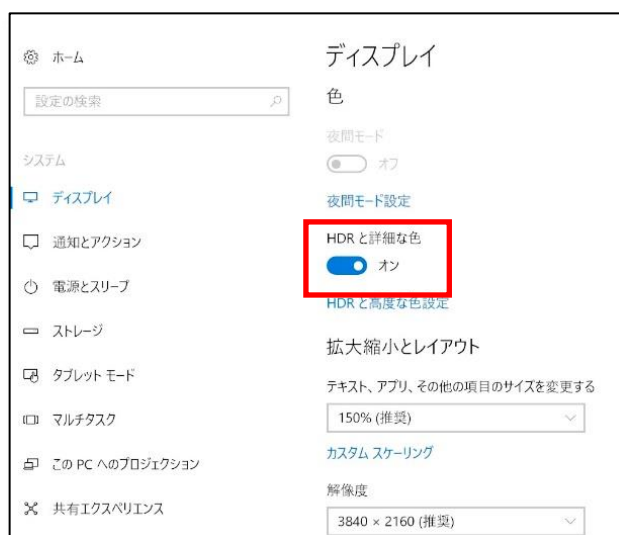 ホーム
設定の検索
システム
ディスプレイ
通知とアクション
電源とスリープ
ストレージ
タブレット モード
マルチタスク
この PC へのプロジェクション
共有エクスペリエンス
ディスプレイ
色
夜間モード
オフ
夜間モード設定
HDR と詳細な色
オン
HDR と高度な色設定
拡大縮小とレイアウト
テキスト、アプリ、その他の項目のサイズを変更する
150% (推奨)
カスタム スケーリング
解像度
3840 × 2160 (推奨)